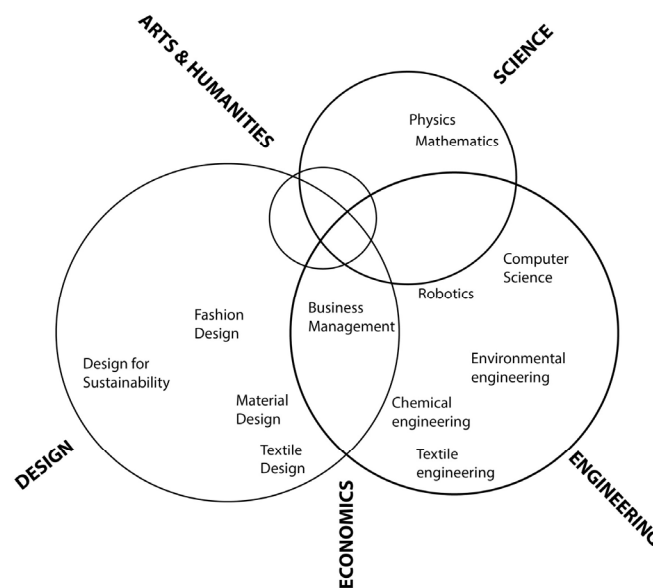 ARTS & HUMANITIES
SCIENCE
Physics
Mathematics
Computer
Science
Robotics
Business
Management
Fashion
Design
Design for
Sustainability
Environmental
engineering
Material
Design
Chemical
engineering
Textile
Design
Textile
engineering
DESIGN
ECONOMICS
ENGINEERING